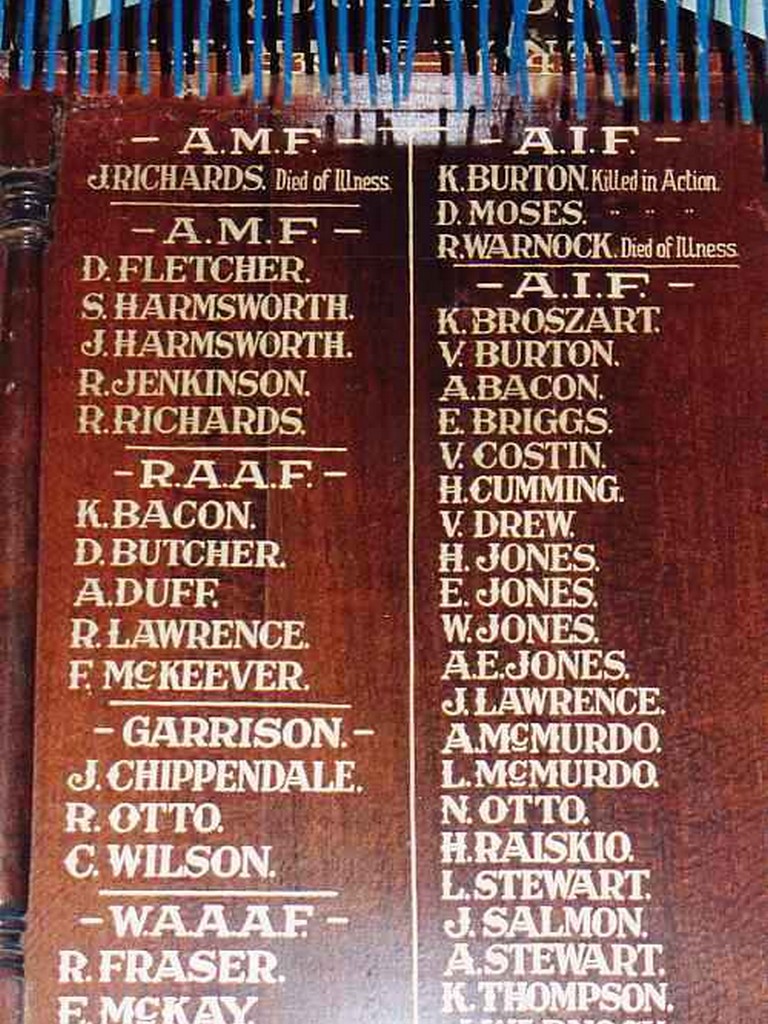 - A.M.F. -
J. RICHARDS. Died of Illness.
- A.M.F. -
D. FLETCHER.
S. HARMSWORTH.
J. HARMSWORTH.
R. JENKINSON.
R. RICHARDS.
- R.A.A.F. -
K. BACON.
D. BUTCHER.
A. DUFF.
R. LAWRENCE.
F. McKEEVER.
- GARRISON. -
J. CHIPPENDALE.
R. OTTO.
C. WILSON.
- W.A.A.A.F. -
R. FRASER.
E. McKAY.
- A.I.F. -
K. BURTON. Killed in Action.
D. MOSES. " " "
R. WARNOCK. Died of Illness.
- A.I.F. -
K. BROSZART.
V. BURTON.
A. BACON.
E. BRIGGS.
V. COSTIN.
H. CUMMING.
V. DREW.
H. JONES.
E. JONES.
W. JONES.
A.E. JONES.
J. LAWRENCE.
A. McMURDO.
L. McMURDO.
N. OTTO.
H. RAISKIO.
L. STEWART.
J. SALMON.
A. STEWART.
K. THOMPSON.